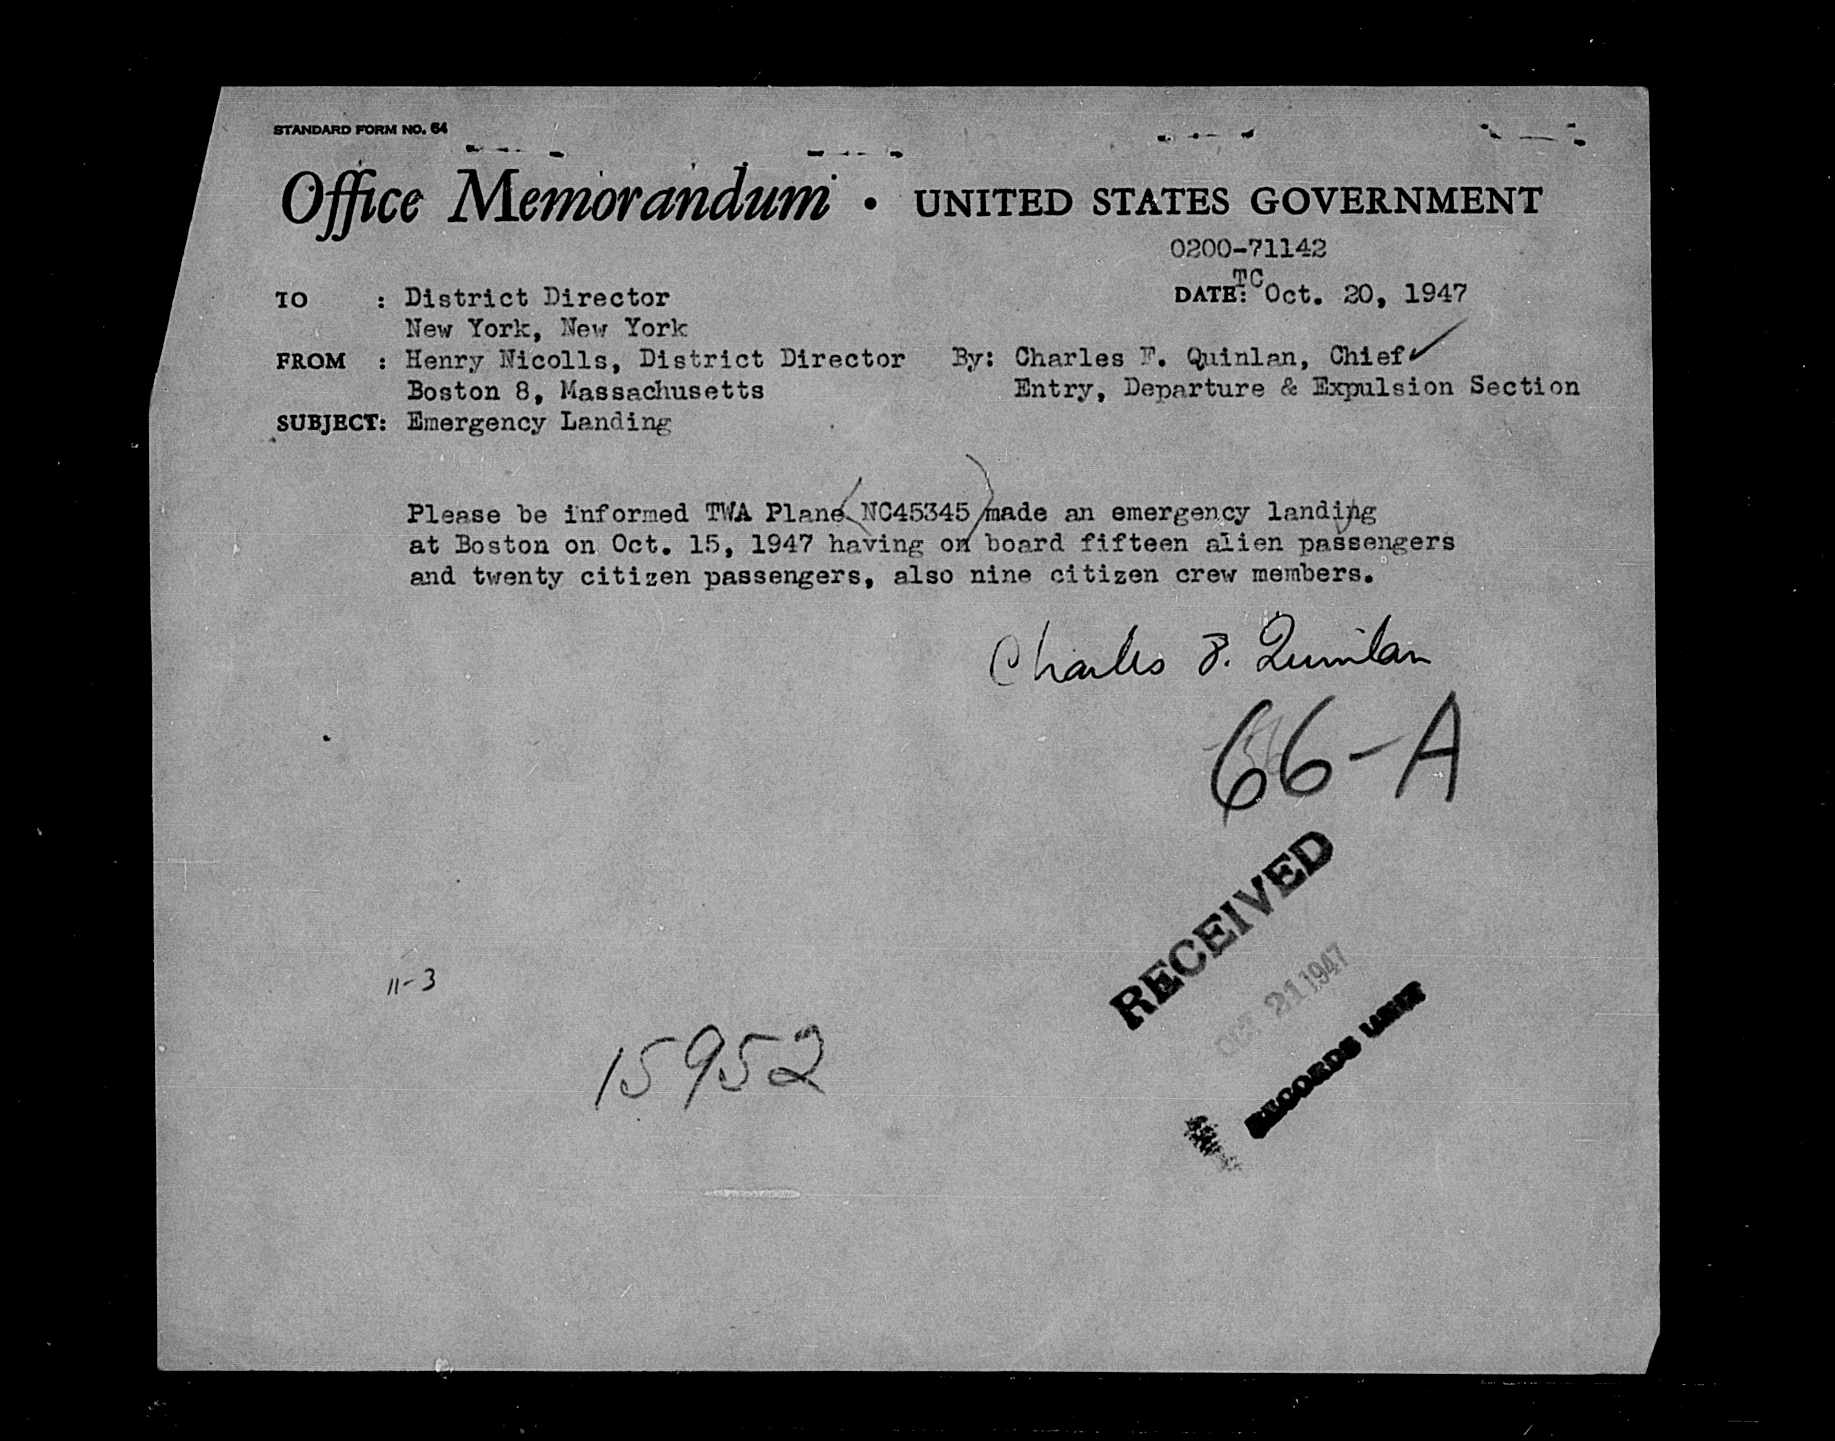 STANDARD FORM NO. 64
Office Memorandum • UNITED STATES GOVERNMENT
0200-71142
TC
TO : District Director DATE: Oct. 20, 1947
New York, New York
FROM : Henry Nicolls, District Director By: Charles F. Quinlan, Chief
Boston 8, Massachusetts Entry, Departure & Expulsion Section
SUBJECT: Emergency Landing
Please be informed TWA Plane (NC45345) made an emergency landing
at Boston on Oct. 15, 1947 having on board fifteen alien passengers
and twenty citizen passengers, also nine citizen crew members.
Charles F. Quinlan
66-A
RECEIVED
OCT 21 1947
RECORDS UNIT
11-3
15952